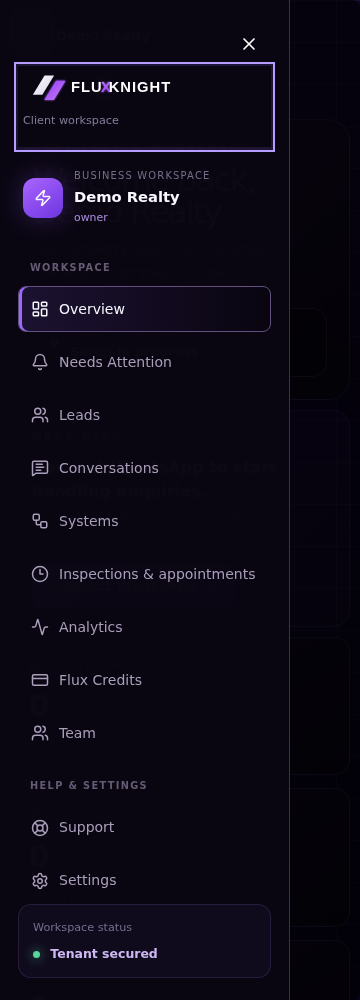 FLUXKNIGHT
Client workspace
BUSINESS WORKSPACE
Demo Realty
owner
WORKSPACE
Overview
Needs Attention
Leads
Conversations
Systems
Inspections & appointments
Analytics
Flux Credits
Team
HELP & SETTINGS
Support
Settings
Workspace status
Tenant secured